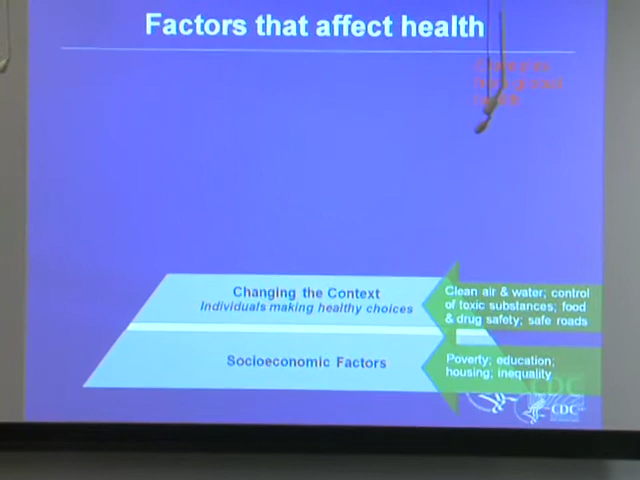 Factors that affect health
Changing the Context
Individuals making healthy choices
Clean air & water; control
of toxic substances; food
& drug safety; safe roads
Socioeconomic Factors
Poverty; education;
housing; inequality
CDC
CDC